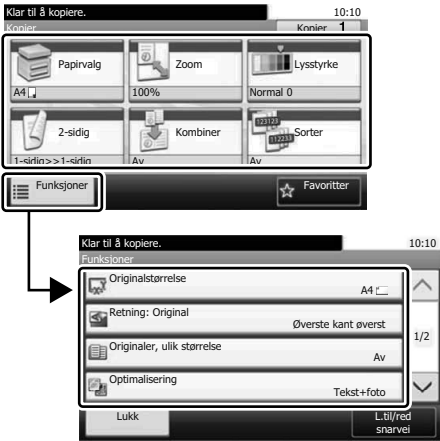 Klar til å kopiere. 10:10
Kopier Kopier 1
Papirvalg Zoom Lysstyrke
A4 100% Normal 0
123123
112233
2-sidig Kombiner Sorter
1-sidig>>1-sidig Av Av
Funksjoner Favoritter
Klar til å kopiere. 10:10
Funksjoner
Originalstørrelse
A4
Retning: Original
Øverste kant øverst
1/2
Originaler, ulik størrelse
Av
Optimalisering
Tekst+foto
Lukk L.til/red
snarvei